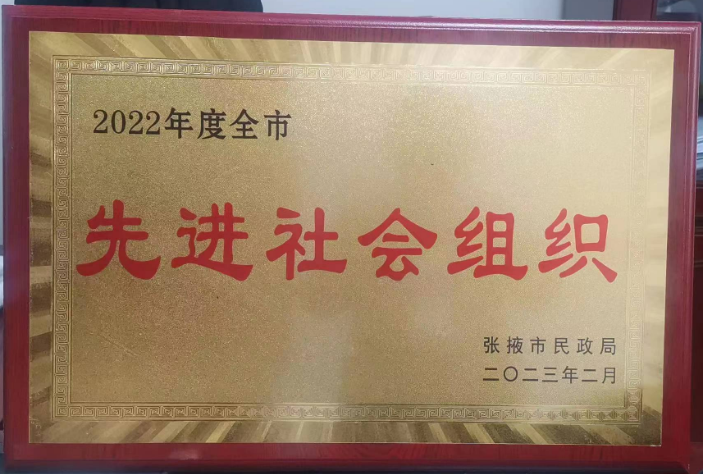 2022年度全市
先进社会组织
张掖市民政局
二〇二三年二月